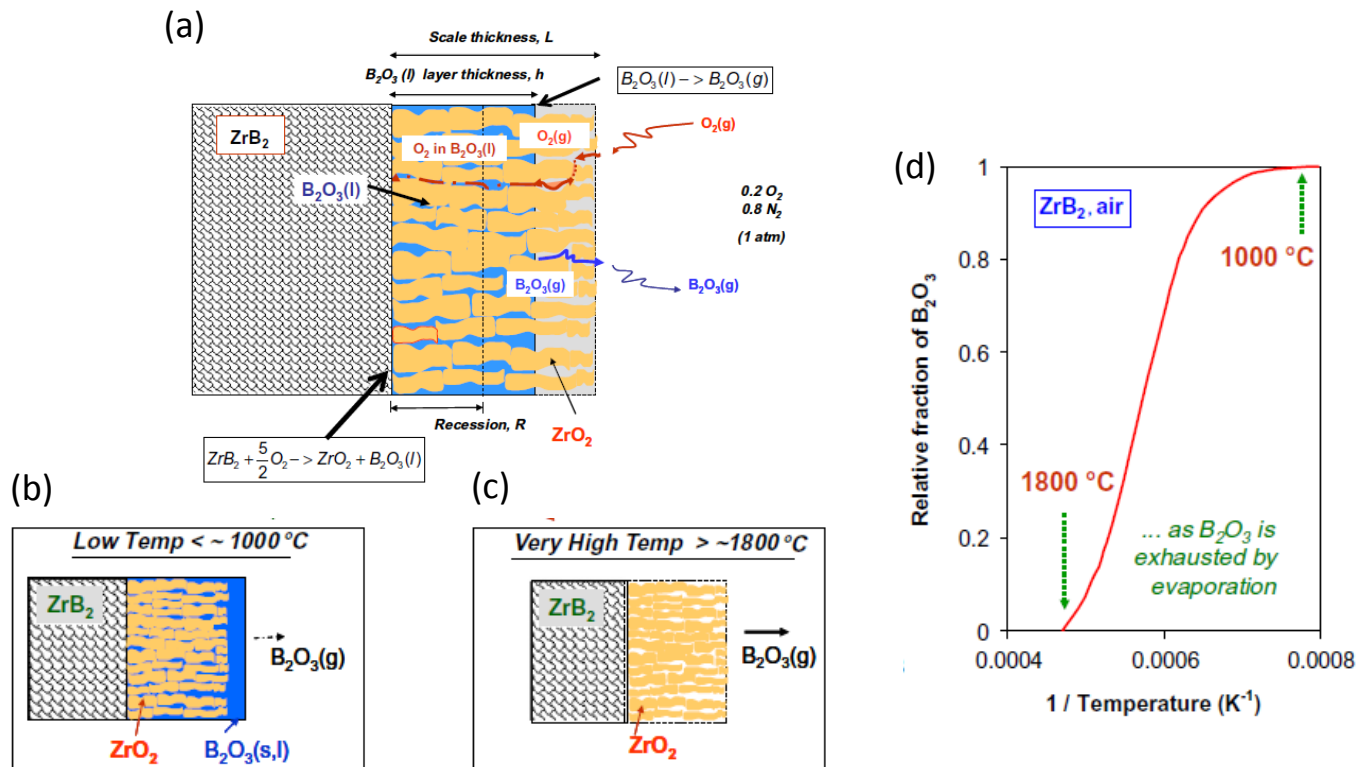 (a)
Scale thickness, L
B₂O₃ (l) layer thickness, h
B₂O₃(l) – > B₂O₃(g)
ZrB₂
O₂(g)
O₂(g)
O₂ in B₂O₃(l)
B₂O₃(l)
0.2 O₂
0.8 N₂
(1 atm)
B₂O₃(g)
B₂O₃(g)
Recession, R
ZrO₂
ZrB₂ + 5/2 O₂ – > ZrO₂ + B₂O₃(l)
(b)
Low Temp < ~ 1000 °C
ZrB₂
B₂O₃(g)
ZrO₂
B₂O₃(s,l)
(c)
Very High Temp > ~1800 °C
ZrB₂
B₂O₃(g)
ZrO₂
(d)
Relative fraction of B₂O₃
1
0.8
0.6
0.4
0.2
0
ZrB₂, air
1000 °C
1800 °C
... as B₂O₃ is
exhausted by
evaporation
0.0004
0.0006
0.0008
1 / Temperature (K⁻¹)